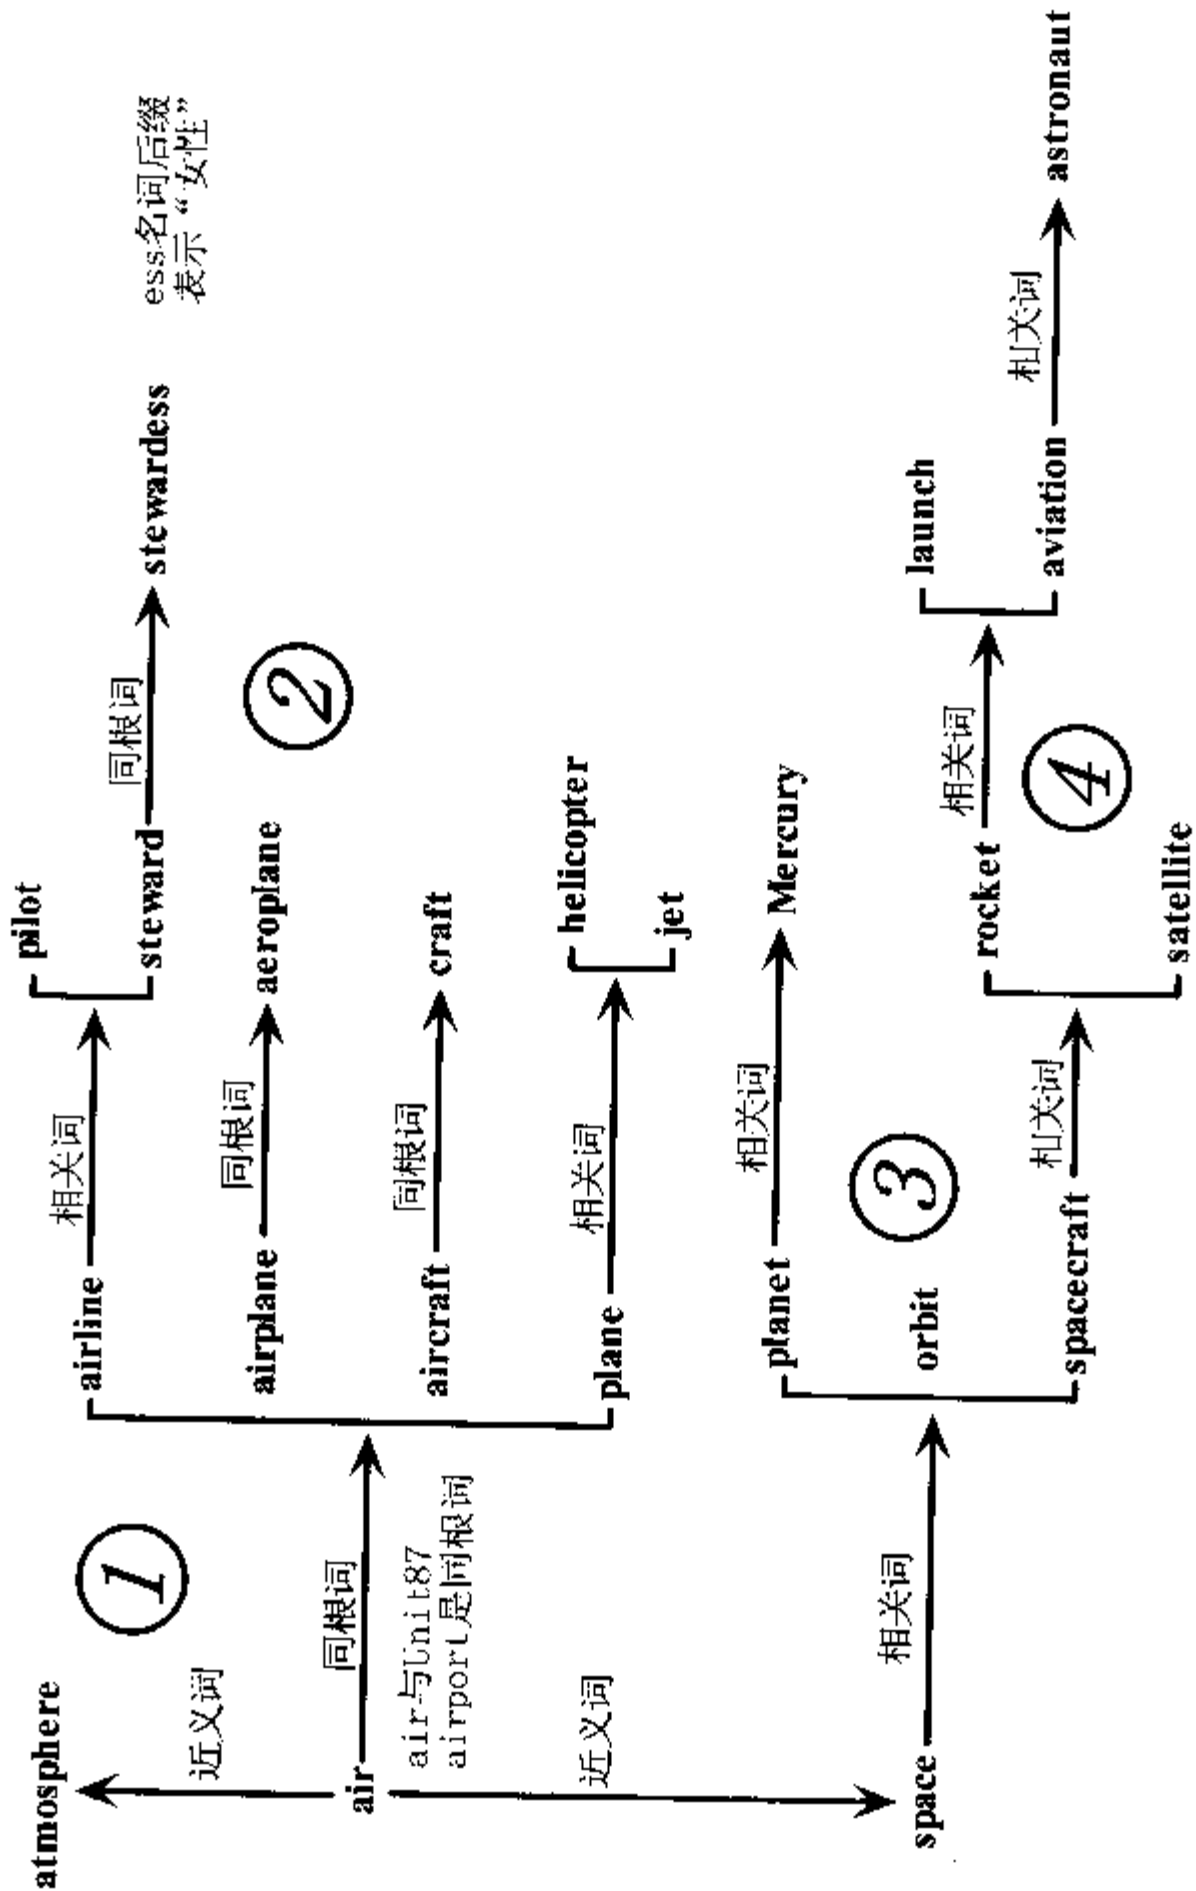 atmosphere
近义词
①
pilot
airline
相关词
steward
同根词
stewardess
ess名词后缀
表示“女性”
airplane
同根词
aeroplane
②
air
同根词
air与Unit87
airport是同根词
aircraft
同根词
craft
helicopter
plane
相关词
jet
近义词
planet
相关词
Mercury
③
space
相关词
orbit
launch
rocket
相关词
spacecraft
相关词
aviation
相关词
astronaut
④
satellite